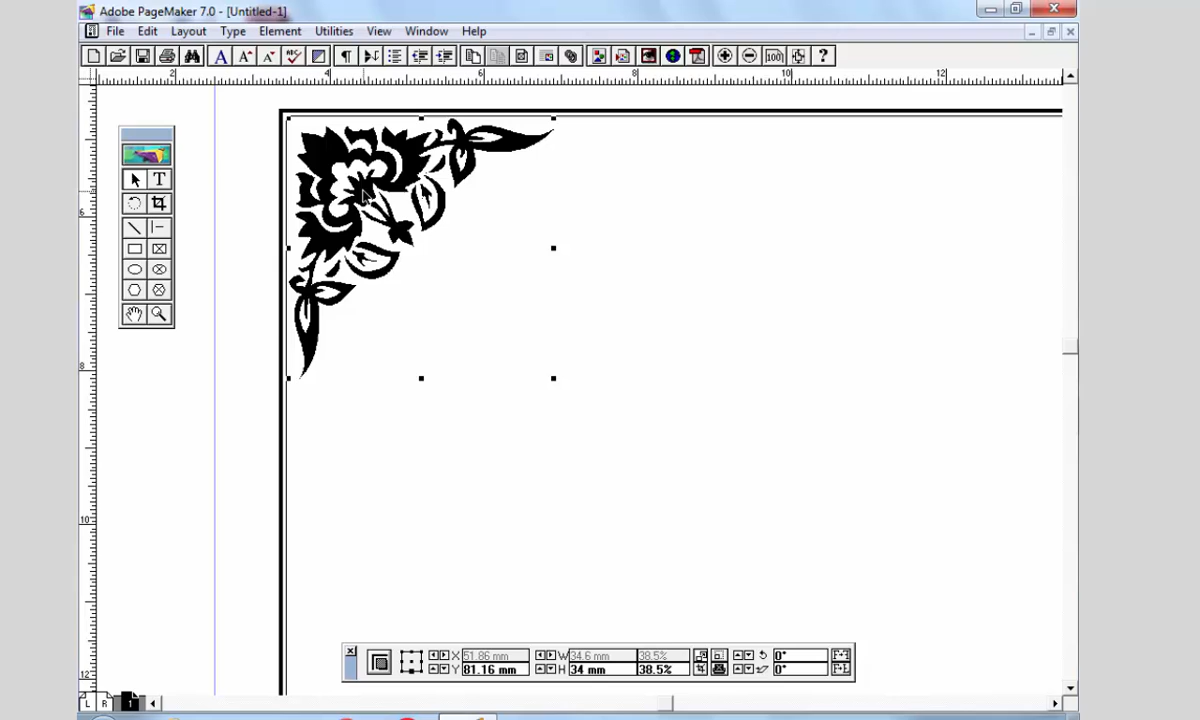 Adobe PageMaker 7.0 - [Untitled-1]
File Edit Layout Type Element Utilities View Window Help
A A A ABC ¶ 100 ?
2 4 6 8 10 12
T
6
8
10
12
X 51.86 mm W 34.6 mm 38.5% 0°
Y 81.16 mm H 34 mm 38.5% 0°
L R 1